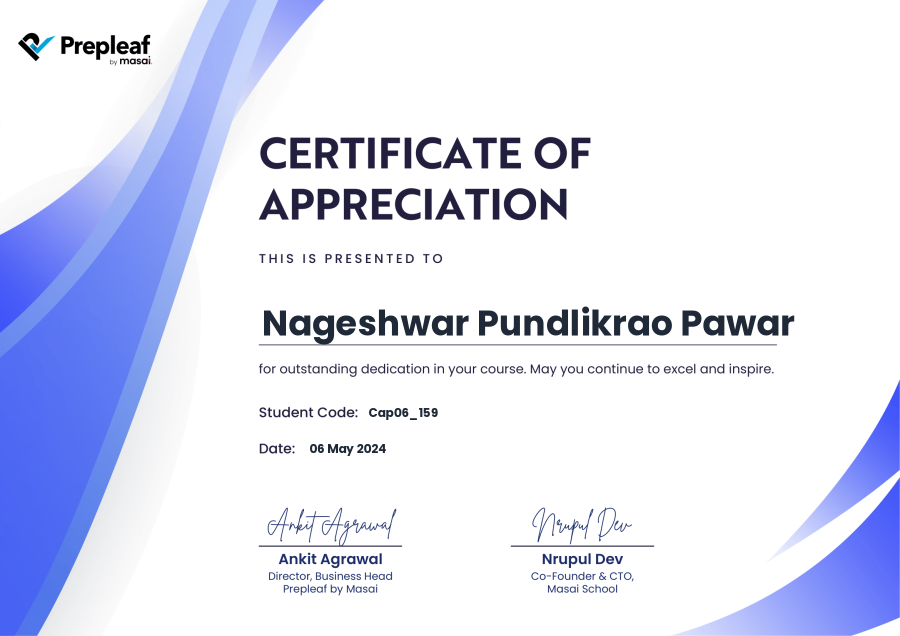 Prepleaf
by masai.
CERTIFICATE OF
APPRECIATION
THIS IS PRESENTED TO
Nageshwar Pundlikrao Pawar
for outstanding dedication in your course. May you continue to excel and inspire.
Student Code: Cap06_159
Date: 06 May 2024
Ankit Agrawal Nrupul Dev
Ankit Agrawal Nrupul Dev
Director, Business Head Co-Founder & CTO,
Prepleaf by Masai Masai School